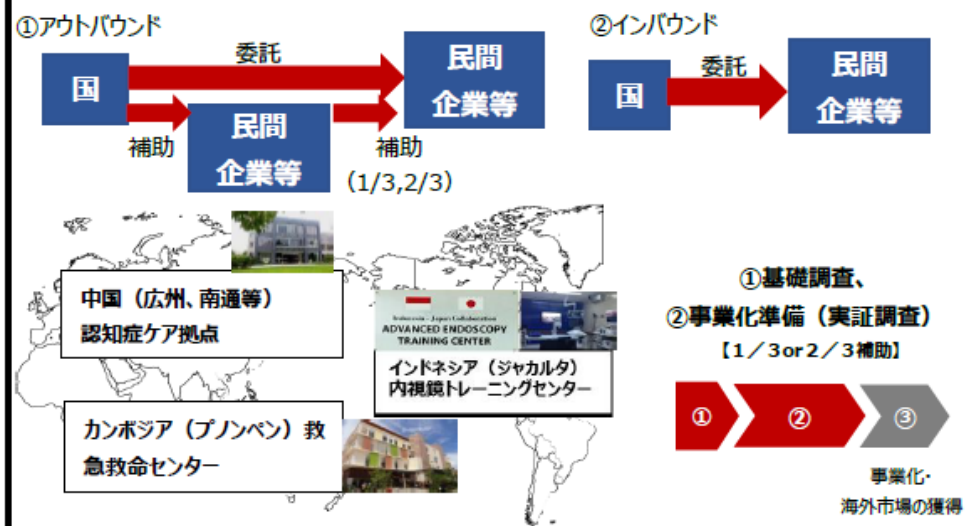 ①アウトバウンド
国
委託
民間
企業等
補助
民間
企業等
補助
(1/3,2/3)
②インバウンド
国
委託
民間
企業等
中国（広州、南通等）
認知症ケア拠点
Indonesia - Japan Collaboration
ADVANCED ENDOSCOPY
TRAINING CENTER
インドネシア（ジャカルタ）
内視鏡トレーニングセンター
カンボジア（プノンペン）救
急救命センター
①基礎調査、
②事業化準備（実証調査）
【1／3or2／3補助】
①
②
③
事業化・
海外市場の獲得